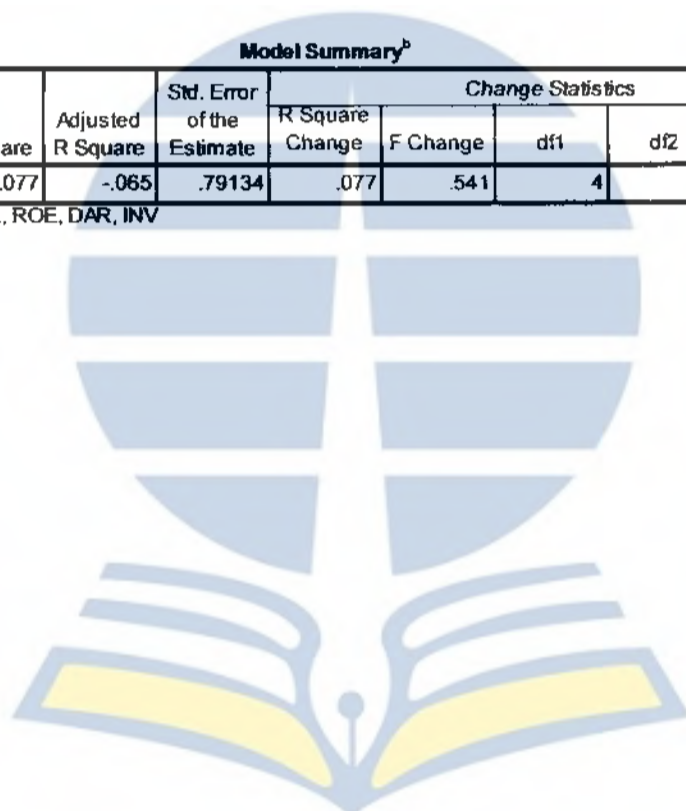 Model Summaryb
Change Statistics
Std. Error
Adjusted of the R Square
are R Square Estimate Change F Change df1 df2
.077 -.065 .79134 .077 .541 4
, ROE, DAR, INV